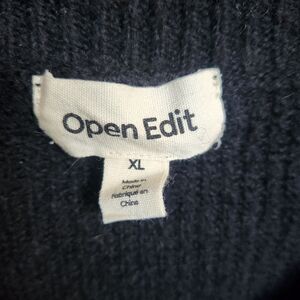 Open Edit
XL
Made in
China/
Fabriqué en
Chine